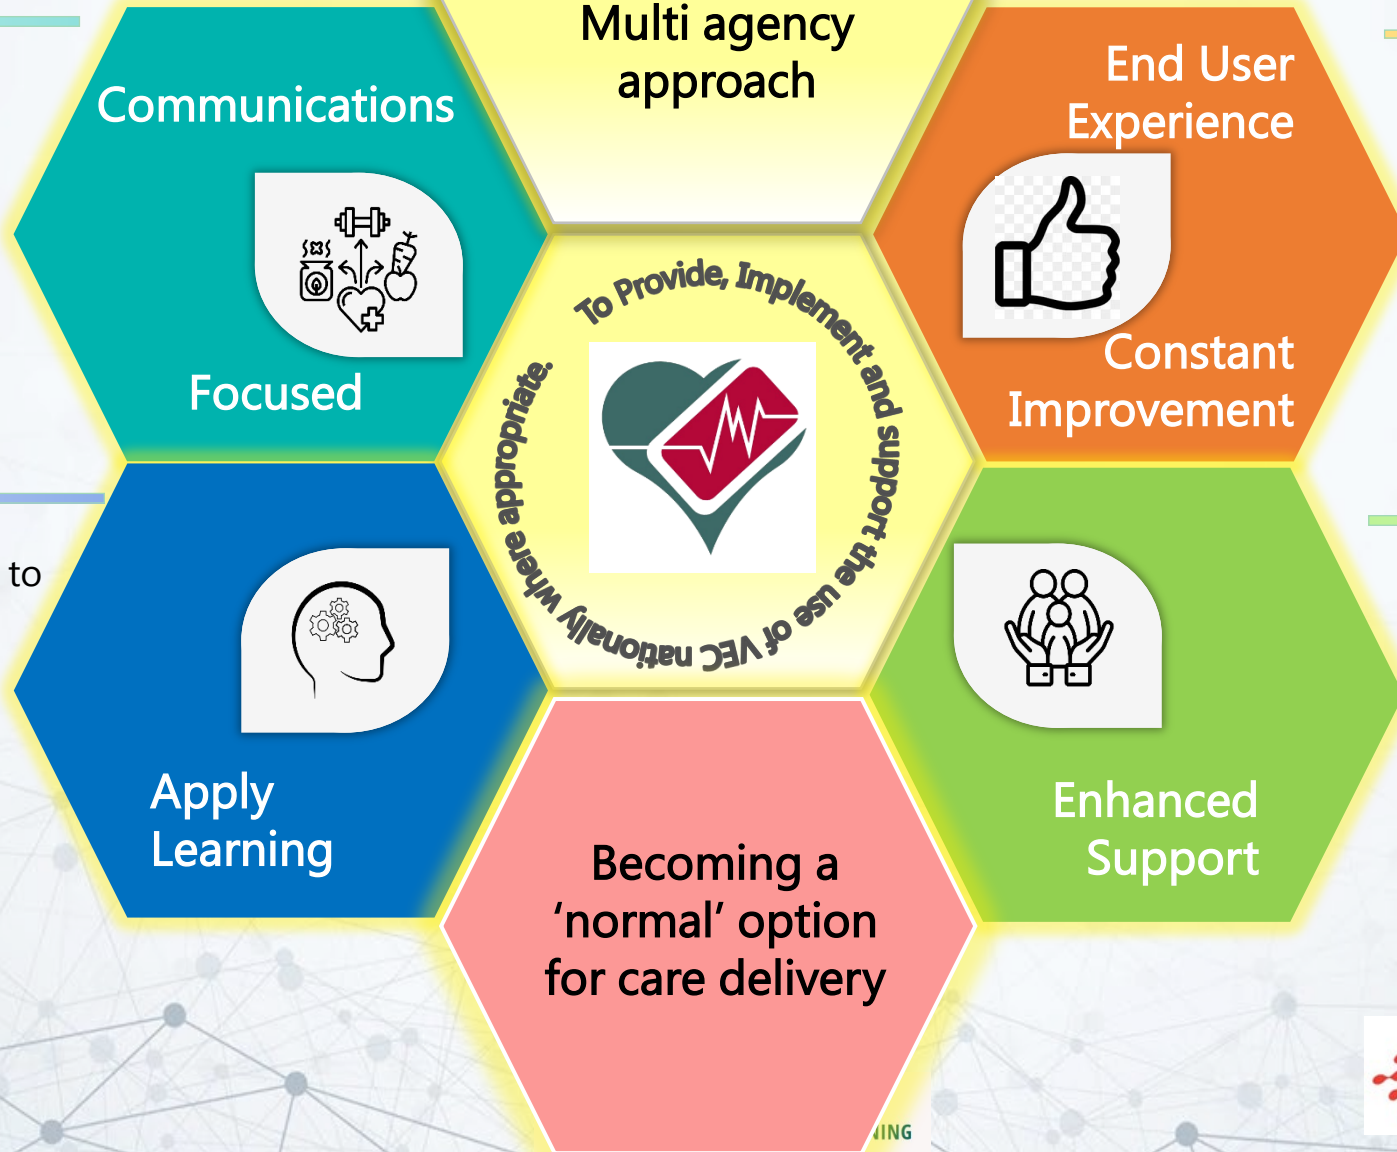 Multi agency
approach
Communications
Focused
End User
Experience
Constant
Improvement
To Provide, Implement and support the use of VEC nationally where appropriate.
to
Apply
Learning
Enhanced
Support
Becoming a
‘normal’ option
for care delivery